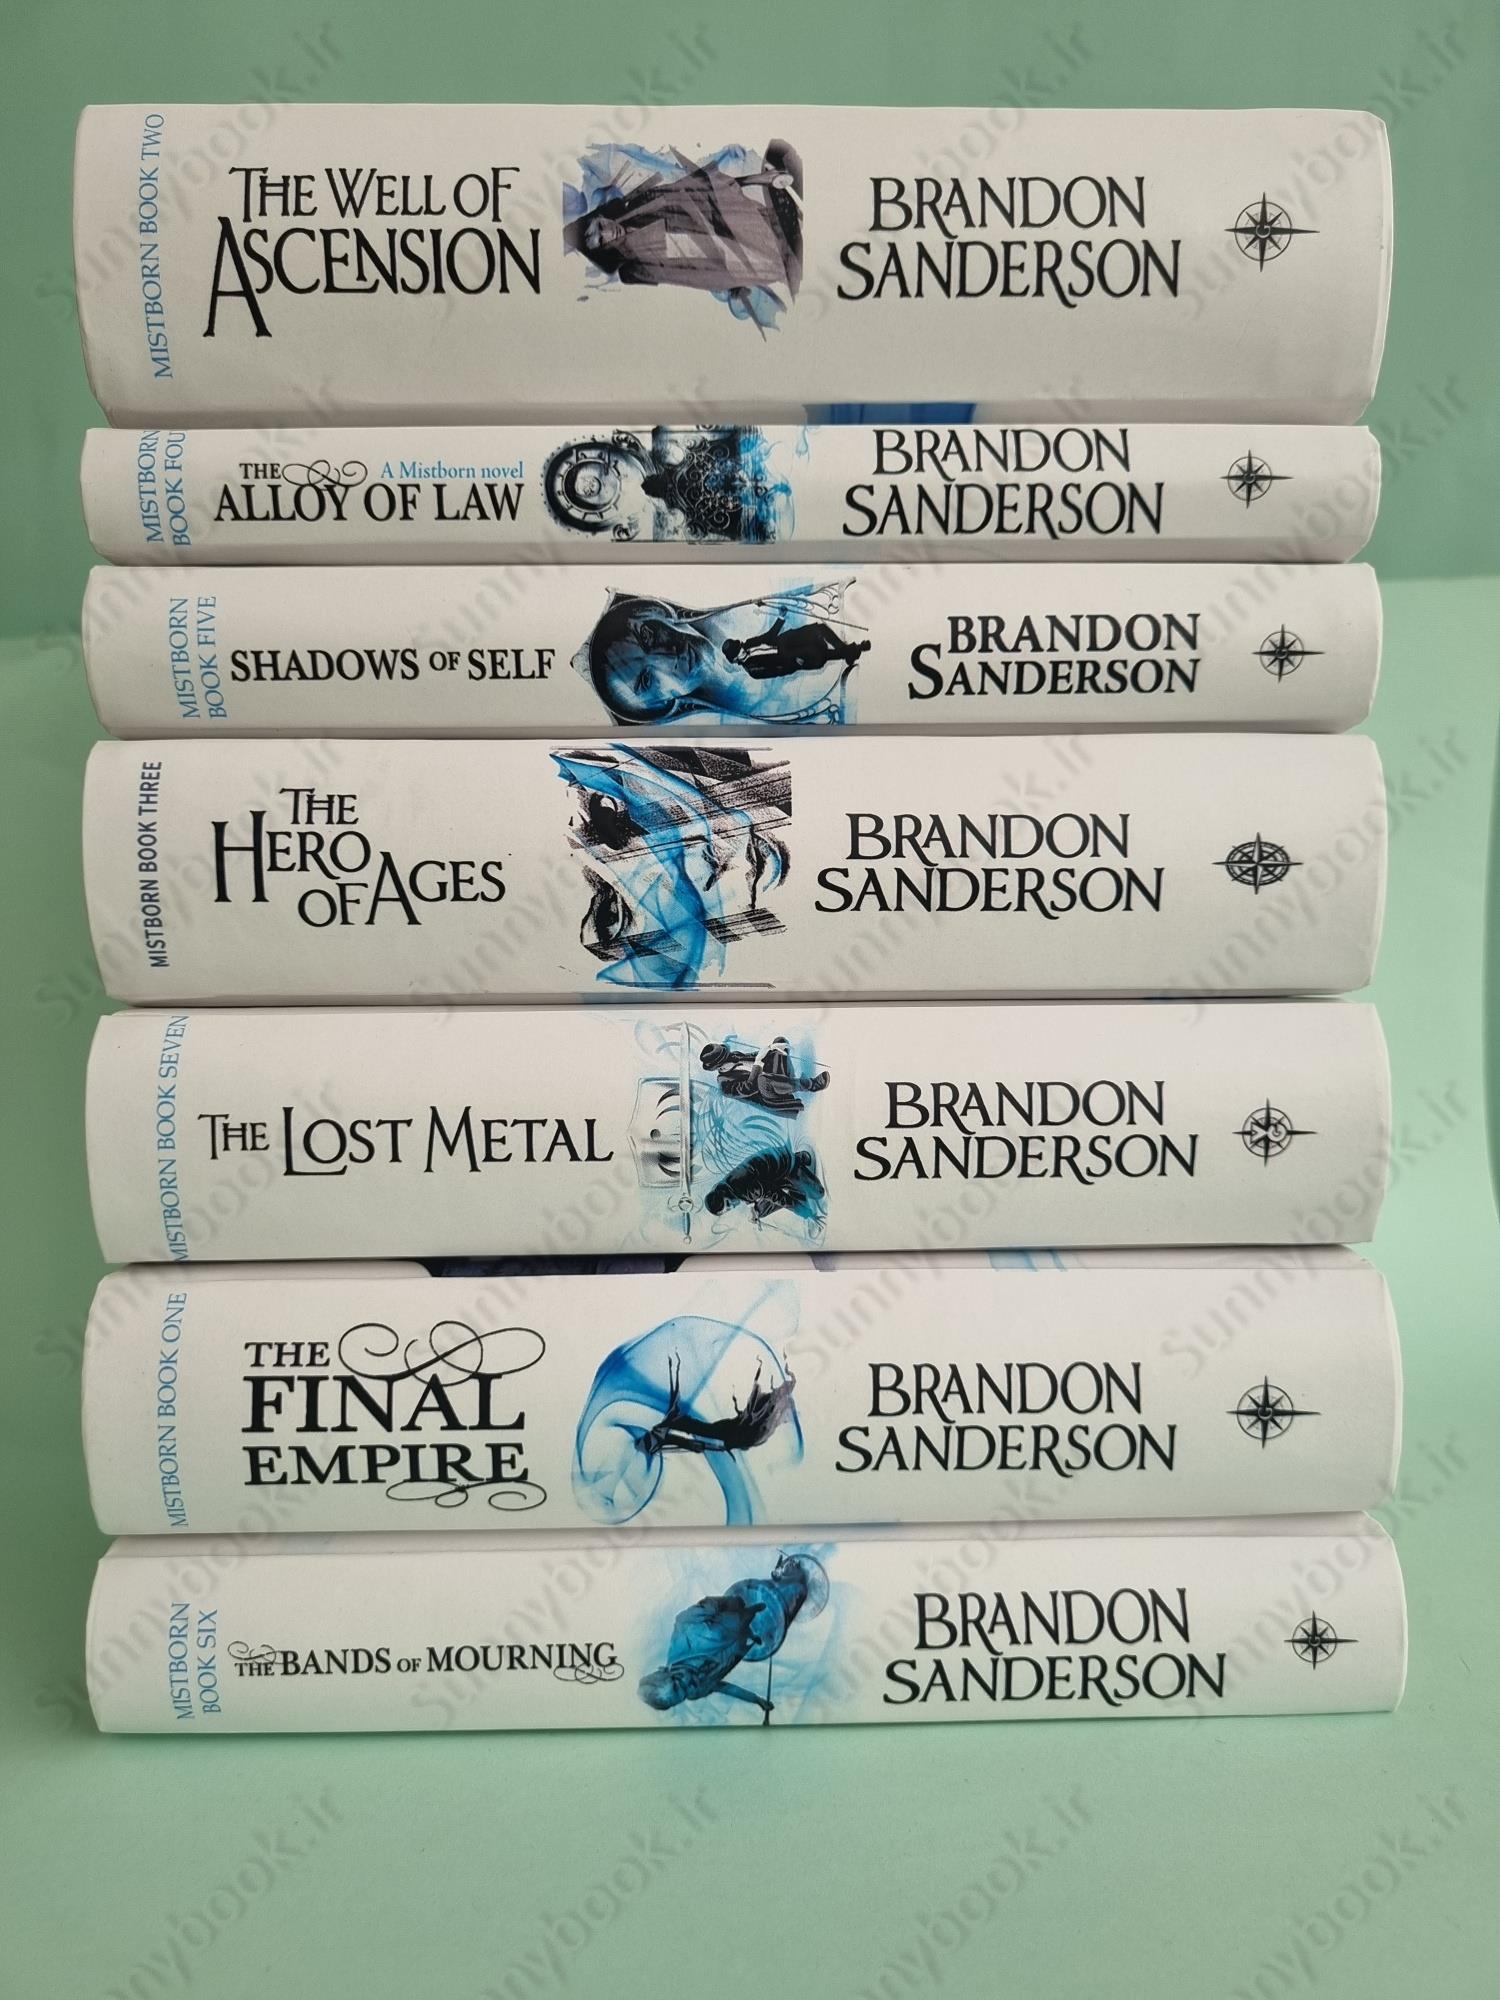 MISTBORN BOOK TWO
THE WELL OF
ASCENSION
BRANDON
SANDERSON
MISTBORN
BOOK FOU
THE
A Mistborn novel
ALLOY OF LAW
BRANDON
SANDERSON
MISTBORN
BOOK FIVE
SHADOWS OF SELF
BRANDON
SANDERSON
MISTBORN BOOK THREE
THE
HERO
OF AGES
BRANDON
SANDERSON
MISTBORN BOOK SEVEN
THE LOST METAL
BRANDON
SANDERSON
MISTBORN BOOK ONE
THE
FINAL
EMPIRE
BRANDON
SANDERSON
MISTBORN
BOOK SIX
THE BANDS OF MOURNING
BRANDON
SANDERSON
sunnybook.ir